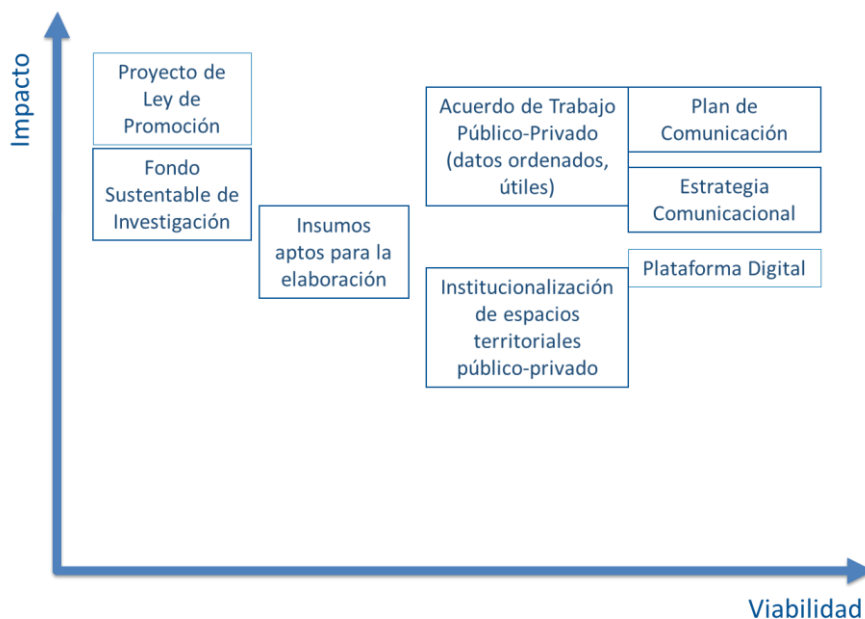 Impacto
Proyecto de
Ley de
Promoción
Fondo
Sustentable de
Investigación
Insumos
aptos para la
elaboración
Acuerdo de Trabajo
Público-Privado
(datos ordenados,
útiles)
Institucionalización
de espacios
territoriales
público-privado
Plan de
Comunicación
Estrategia
Comunicacional
Plataforma Digital
Viabilidad